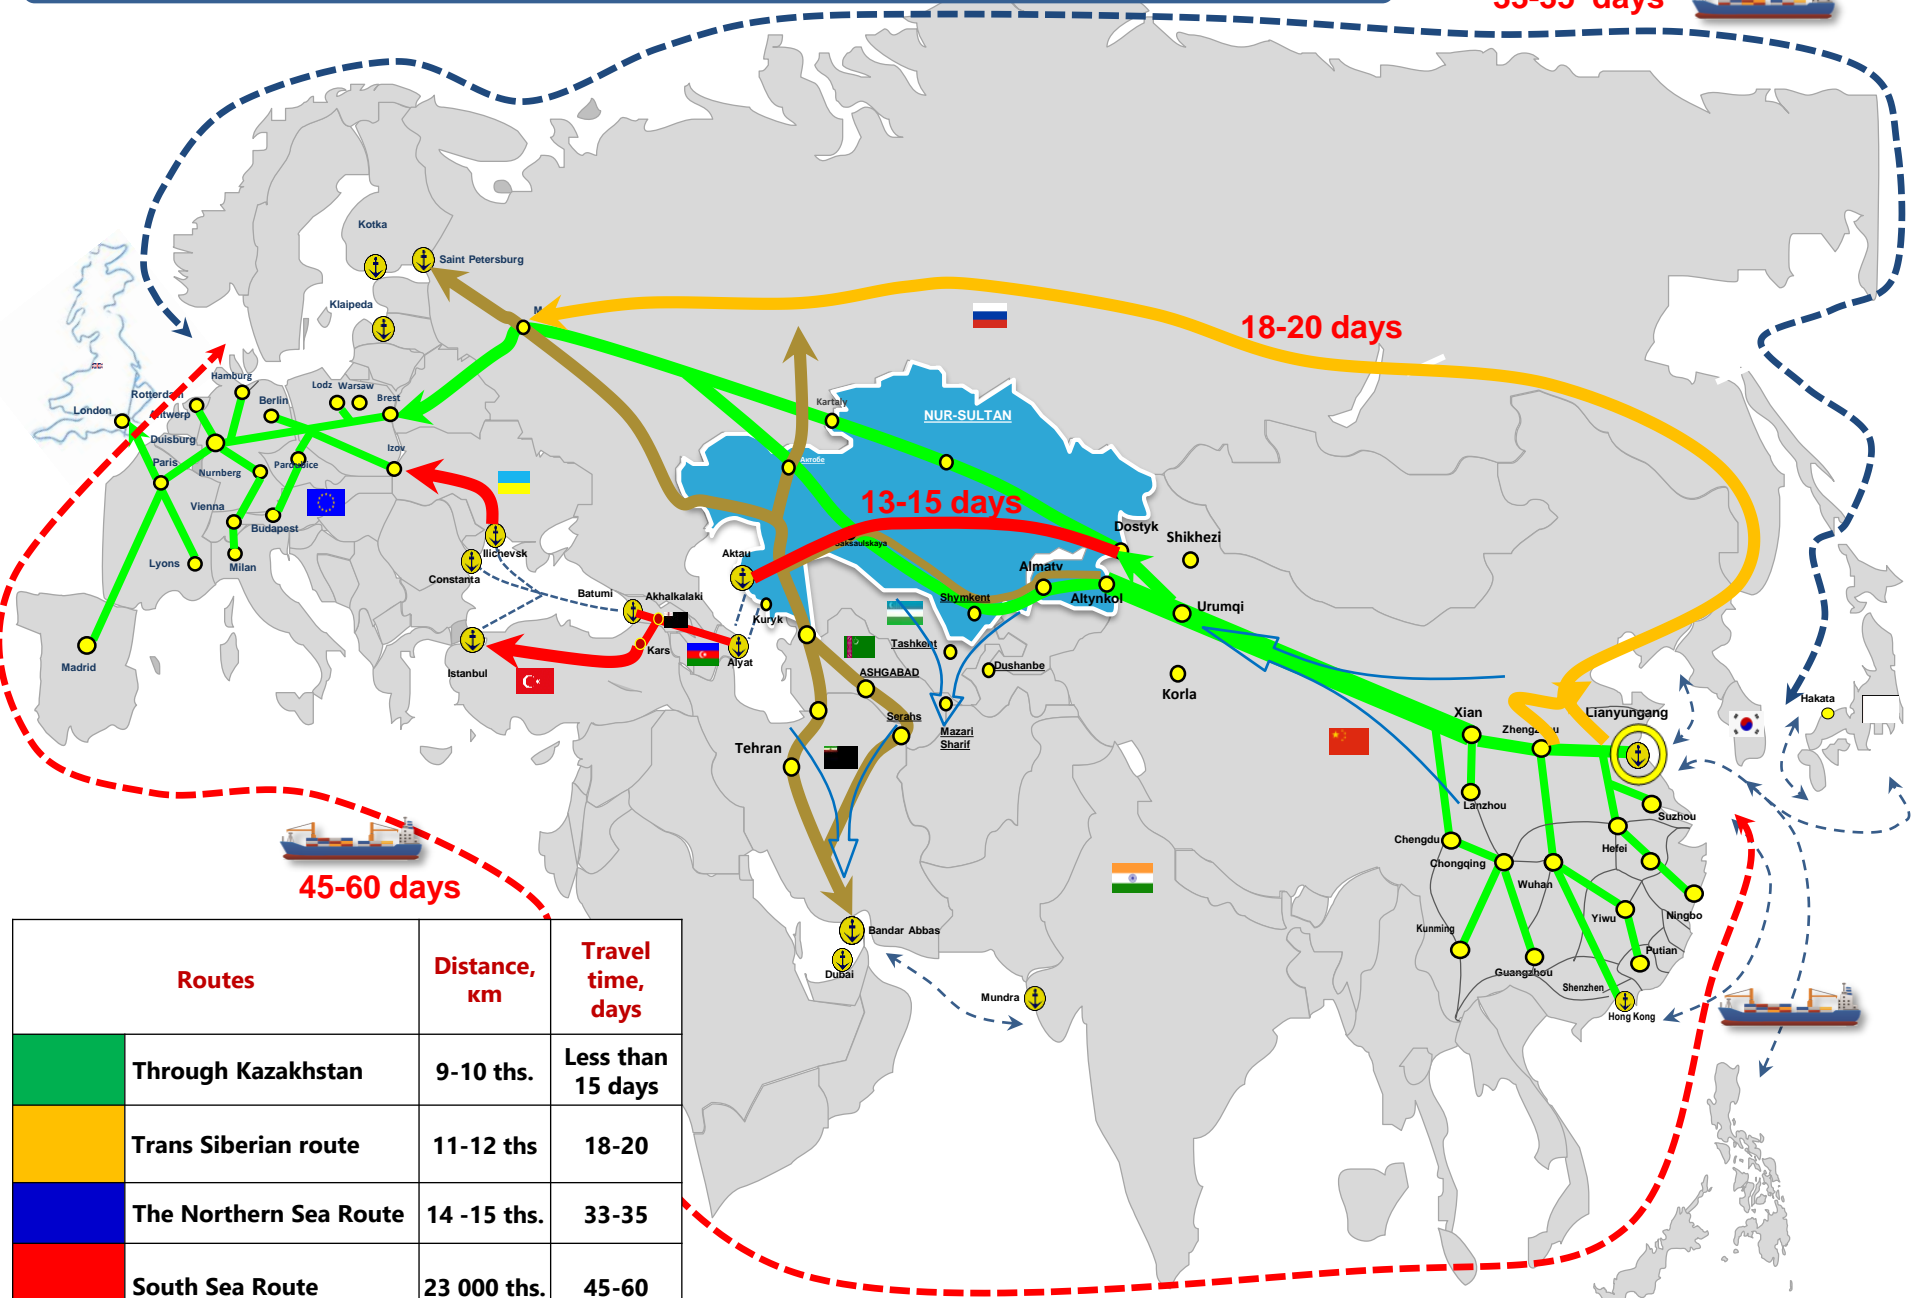 Kotka
Saint Petersburg
Klaipeda
18-20 days
Hamburg
Rotterdam
Lodz
Warsaw
Brest
Berlin
London
Antwerp
Duisburg
Izov
Paris
Nurnberg
Pardubice
Vienna
Budapest
Lyons
Milan
Madrid
Ilichevsk
Constanta
Istanbul
Batumi
Akhalkalaki
Kars
Alyat
Aktau
Kuryk
Kartaly
NUR-SULTAN
Актобе
13-15 days
Saksaulskaya
Dostyk
Shikhezi
Almaty
Altynkol
Shymkent
Urumqi
Tashkent
Dushanbe
ASHGABAD
Korla
Serahs
Mazari
Sharif
Tehran
Xian
Zhengzhou
Lianyungang
Hakata
Lanzhou
Suzhou
Chengdu
Hefei
Chongqing
Wuhan
Yiwu
Ningbo
Kunming
Putian
Guangzhou
Shenzhen
Hong Kong
Bandar Abbas
Dubai
Mundra
45-60 days
Routes
Distance,
км
Travel
time,
days
Through Kazakhstan
9-10 ths.
Less than
15 days
Trans Siberian route
11-12 ths
18-20
The Northern Sea Route
14 -15 ths.
33-35
South Sea Route
23 000 ths.
45-60